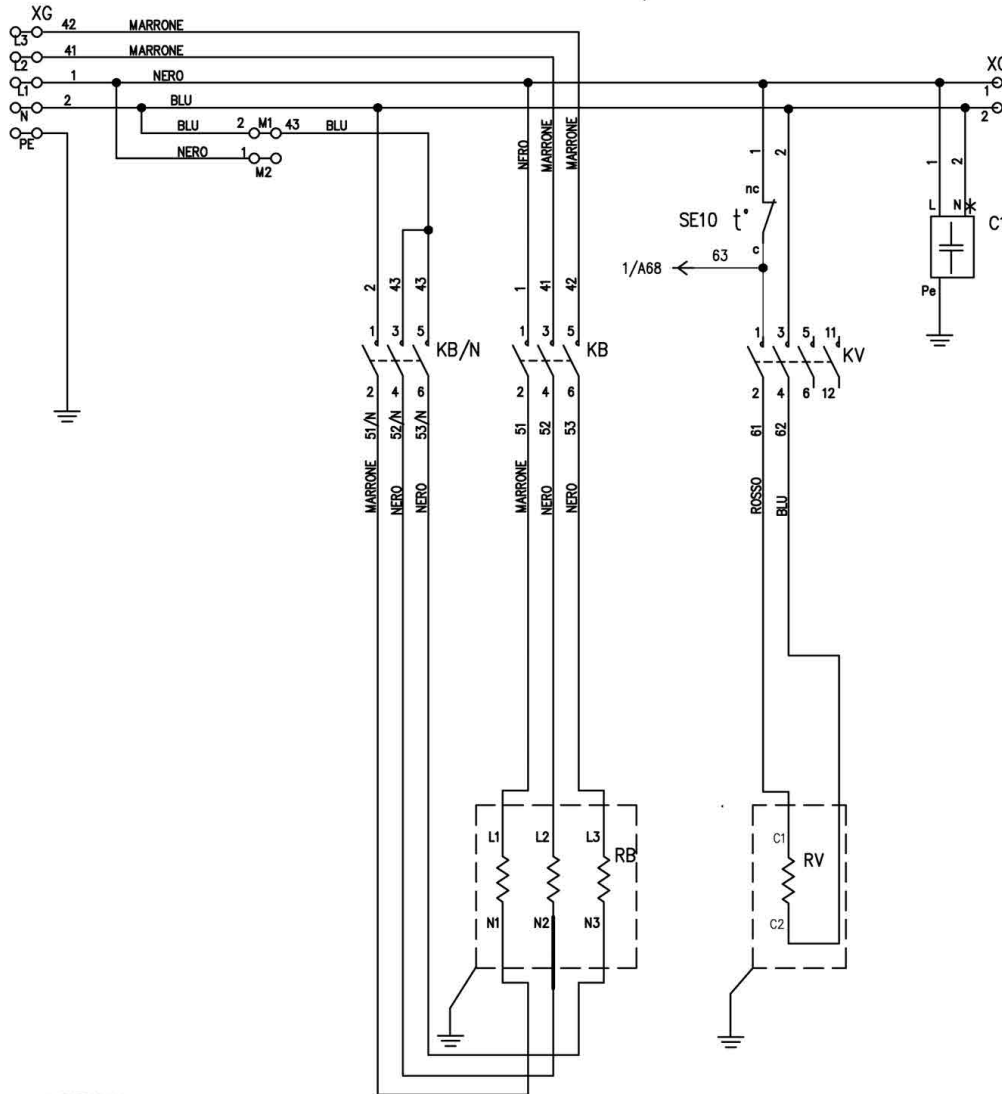 XG
42 MARRONE
L3
41 MARRONE
L2
1 NERO
L1
XG
1
2 BLU
N
2
BLU 2 M1 43 BLU
PE
NERO 1
M2
NERO MARRONE MARRONE
1 2
1 2
nc
L N *
SE10 t°
C1
c
63
1/A68
Pe
2 43 43
1 41 42
1 3 5
KB/N
1 3 5
KB
1 3 5 11
KV
2 4 6
2 4 6
2 4 6 12
51/N 52/N 53/N
51 52 53
61 62
MARRONE NERO NERO
MARRONE NERO NERO
ROSSO BLU
L1 L2 L3
RB
C1
RV
N1 N2 N3
C2